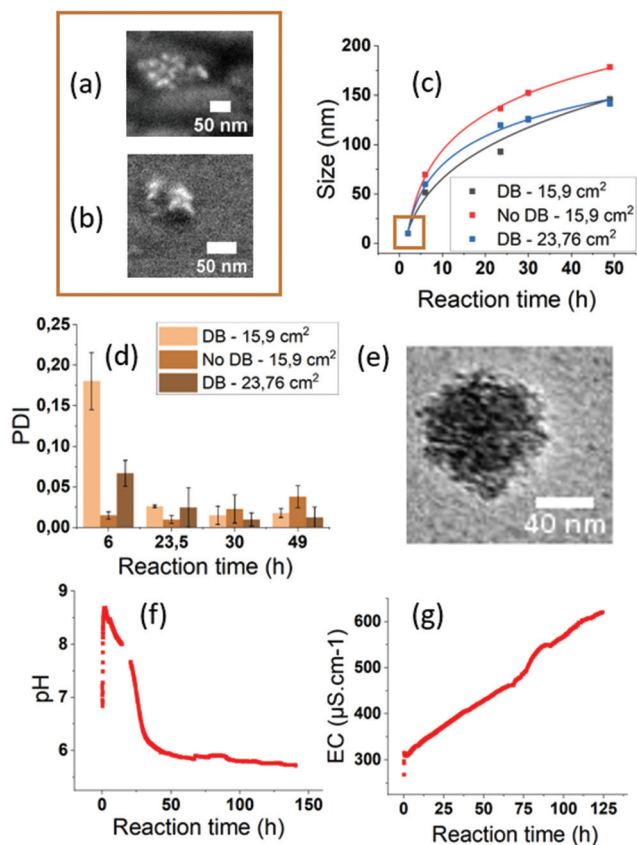 (a)
50 nm
(b)
50 nm
(c)
Size (nm)
200
150
100
50
0
0 10 20 30 40 50
Reaction time (h)
DB - 15,9 cm²
No DB - 15,9 cm²
DB - 23,76 cm²
(d)
PDI
0,25
0,20
0,15
0,10
0,05
0,00
6 23,5 30 49
Reaction time (h)
DB - 15,9 cm²
No DB - 15,9 cm²
DB - 23,76 cm²
(e)
40 nm
(f)
pH
9
8
7
6
0 50 100 150
Reaction time (h)
(g)
EC (µS.cm-1)
600
500
400
300
0 25 50 75 100 125
Reaction time (h)